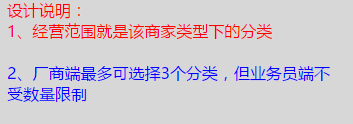 设计说明：
1、经营范围就是该商家类型下的分类
2、厂商端最多可选择3个分类，但业务员端不
受数量限制